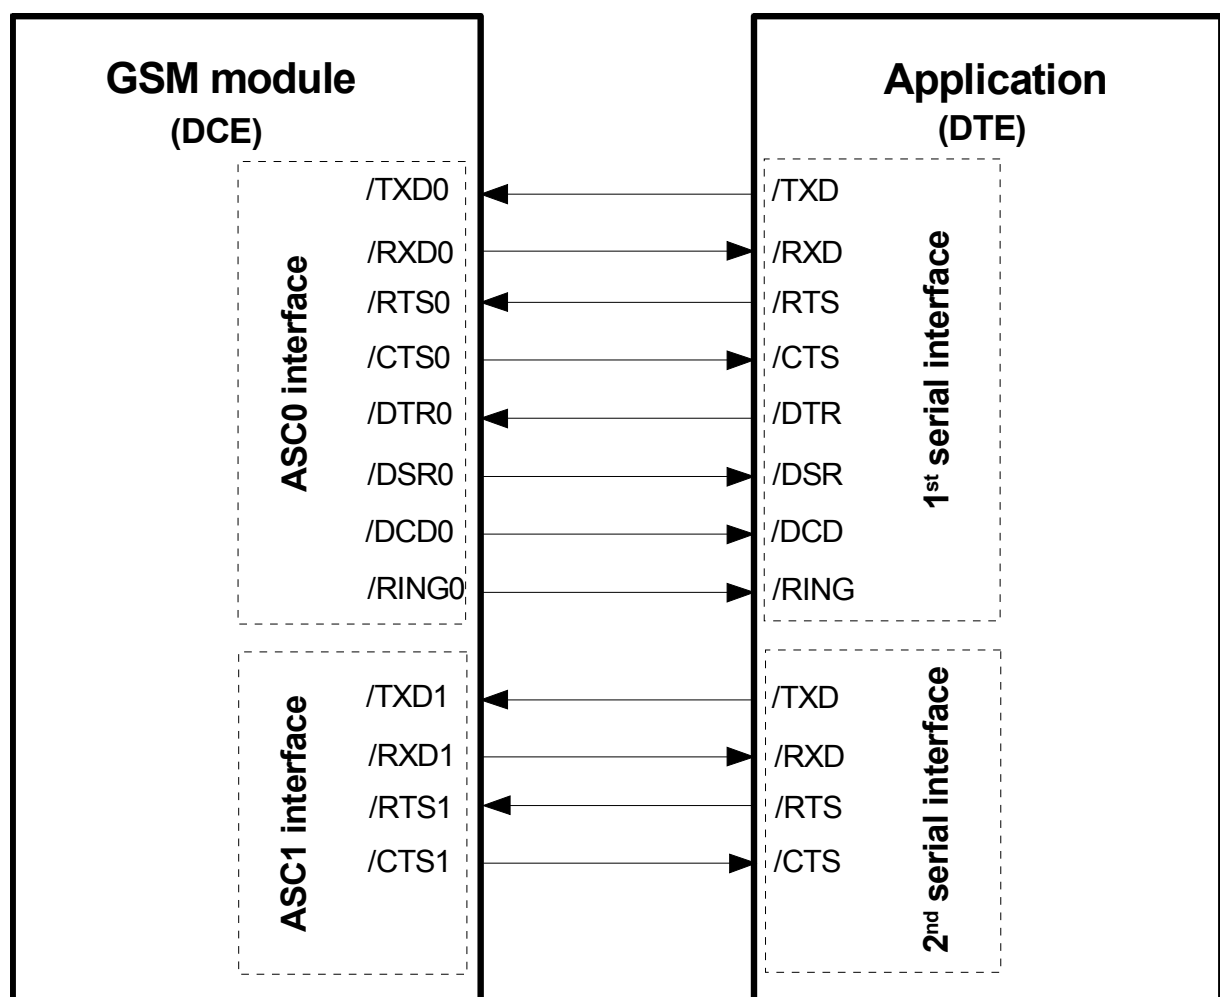 GSM module
(DCE)
ASC0 interface
/TXD0
/RXD0
/RTS0
/CTS0
/DTR0
/DSR0
/DCD0
/RING0
ASC1 interface
/TXD1
/RXD1
/RTS1
/CTS1
Application
(DTE)
/TXD
/RXD
/RTS
/CTS
/DTR
/DSR
/DCD
/RING
1st serial interface
/TXD
/RXD
/RTS
/CTS
2nd serial interface